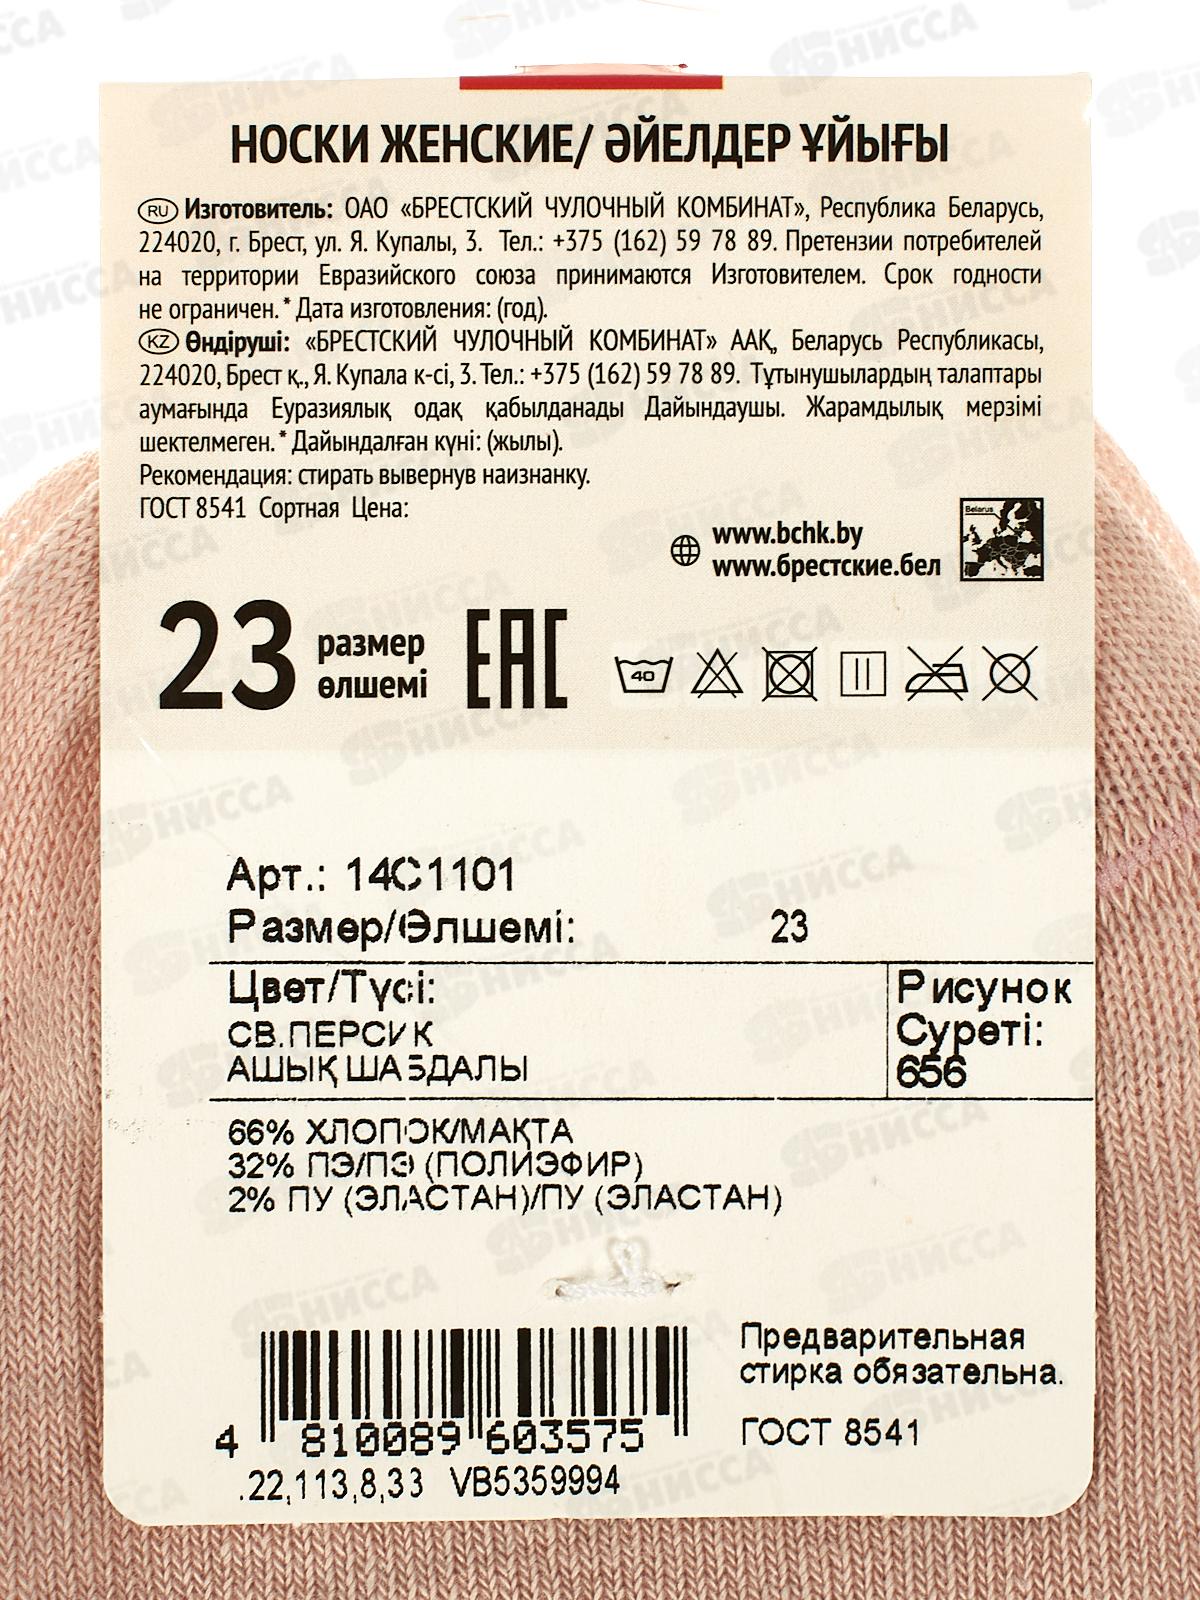 НОСКИ ЖЕНСКИЕ/ ӘЙЕЛДЕР ҰЙЫҒЫ
RU Изготовитель: ОАО «БРЕСТСКИЙ ЧУЛОЧНЫЙ КОМБИНАТ», Республика Беларусь,
224020, г. Брест, ул. Я. Купалы, 3. Тел.: +375 (162) 59 78 89. Претензии потребителей
на территории Евразийского союза принимаются Изготовителем. Срок годности
не ограничен.* Дата изготовления: (год).
KZ Өндіруші: «БРЕСТСКИЙ ЧУЛОЧНЫЙ КОМБИНАТ» ААҚ, Беларусь Республикасы,
224020, Брест қ., Я. Купала к-сі, 3. Тел.: +375 (162) 59 78 89. Тұтынушылардың талаптары
аумағында Еуразиялық одақ қабылданады Дайындаушы. Жарамдылық мерзімі
шектелмеген.* Дайындалған күні: (жылы).
Рекомендация: стирать вывернув наизнанку.
ГОСТ 8541 Сортная Цена:
www.bchk.by
www.брестские.бел
Belarus
23 размер
өлшемі
EAC
40
Арт.: 14С1101
Размер/Өлшемі: 23
Цвет/Түсі:
СВ.ПЕРСИК
АШЫҚ ШАБДАЛЫ
Рисунок
Суреті:
656
66% ХЛОПОК/МАҚТА
32% ПЭ/ПЭ (ПОЛИЭФИР)
2% ПУ (ЭЛАСТАН)/ПУ (ЭЛАСТАН)
Предварительная
стирка обязательна.
ГОСТ 8541
4 810089 603575
.22,113,8,33 VB5359994
НИССА